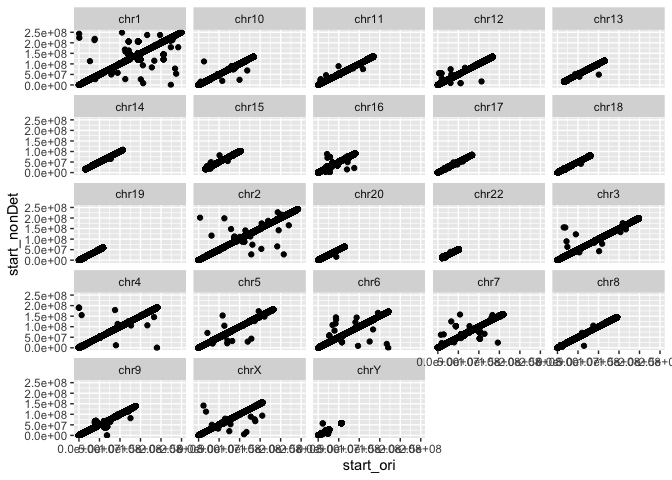 chr1 chr10 chr11 chr12 chr13
2.5e+08
2.0e+08
1.5e+08
1.0e+08
5.0e+07
0.0e+00
chr14 chr15 chr16 chr17 chr18
2.5e+08
2.0e+08
1.5e+08
1.0e+08
5.0e+07
0.0e+00
chr19 chr2 chr20 chr22 chr3
2.5e+08
2.0e+08
1.5e+08
1.0e+08
5.0e+07
0.0e+00
start_nonDet
chr4 chr5 chr6 chr7 chr8
2.5e+08
2.0e+08
1.5e+08
1.0e+08
5.0e+07
0.0e+00
chr9 chrX chrY
2.5e+08
2.0e+08
1.5e+08
1.0e+08
5.0e+07
0.0e+00
start_ori